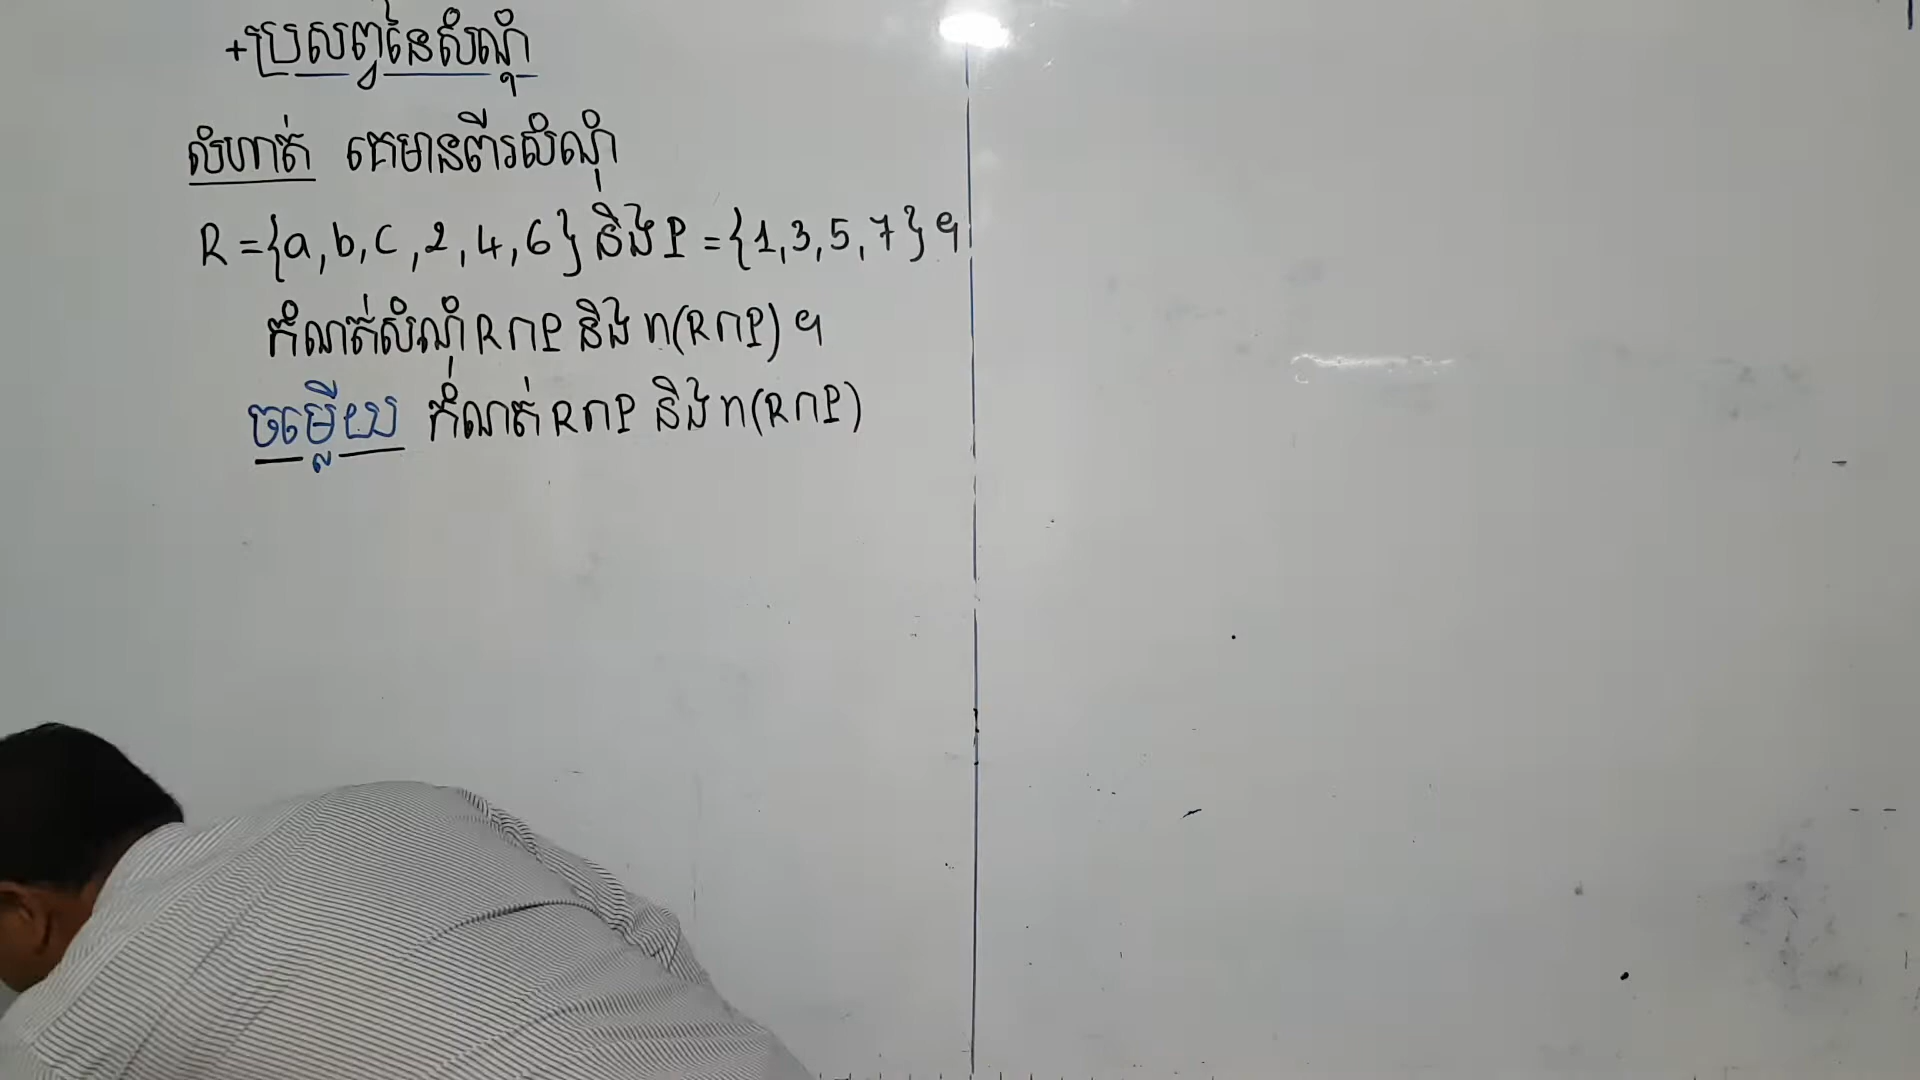 +ប្រសព្វនៃសំណុំ
លំហាត់ គេមានពីរសំណុំ
R={a,b,c,2,4,6} និង P={1,3,5,7}។
កំណត់សំណុំ R∩P និង n(R∩P)។
ចម្លើយ កំណត់ R∩P និង n(R∩P)